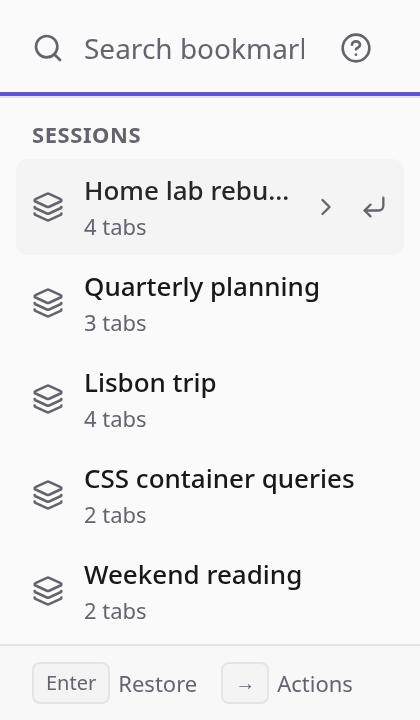 Search bookmarl
SESSIONS
Home lab rebu...
4 tabs
Quarterly planning
3 tabs
Lisbon trip
4 tabs
CSS container queries
2 tabs
Weekend reading
2 tabs
Enter Restore → Actions